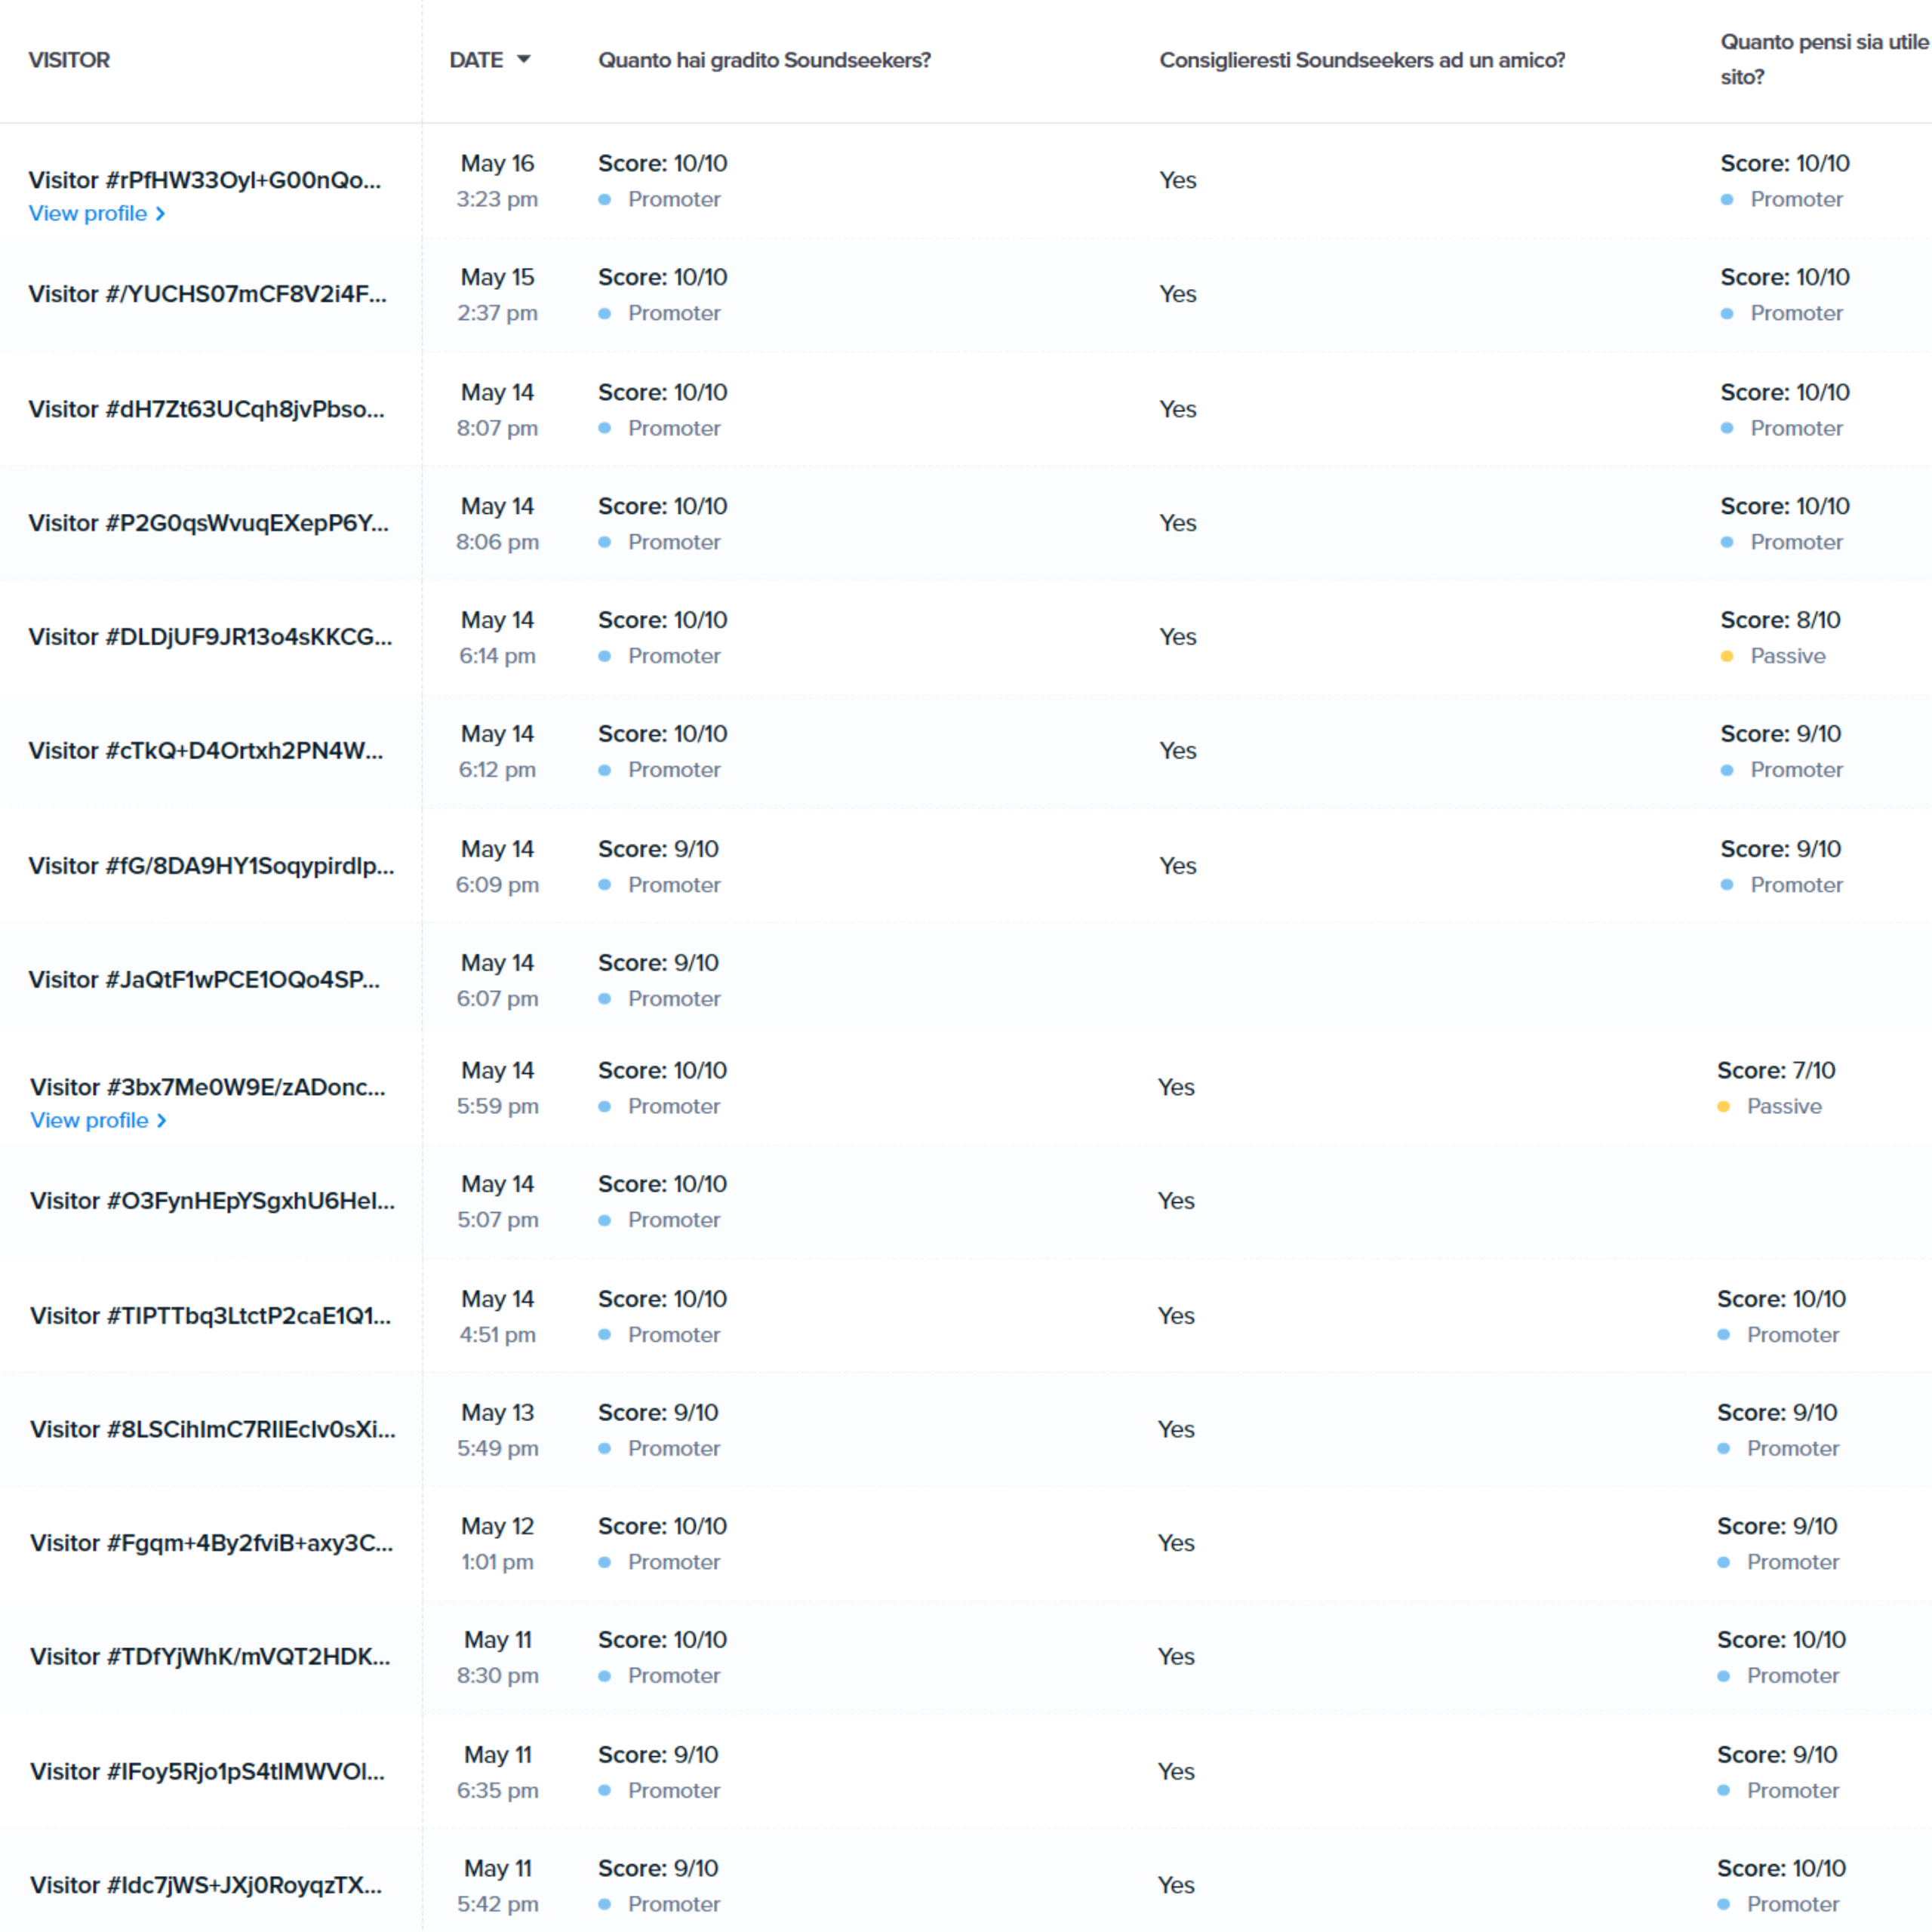 VISITOR DATE Quanto hai gradito Soundseekers? Consiglieresti Soundseekers ad un amico? Quanto pensi sia utile
sito?
Visitor #rPfHW33Oyl+G00nQo... May 16 Score: 10/10 Yes Score: 10/10
View profile > 3:23 pm Promoter Promoter
Visitor #/YUCHS07mCF8V2i4F... May 15 Score: 10/10 Yes Score: 10/10
2:37 pm Promoter Promoter
Visitor #dH7Zt63UCqh8jvPbso... May 14 Score: 10/10 Yes Score: 10/10
8:07 pm Promoter Promoter
Visitor #P2G0qsWvuqEXepP6Y... May 14 Score: 10/10 Yes Score: 10/10
8:06 pm Promoter Promoter
Visitor #DLDjUF9JR13o4sKKCG... May 14 Score: 10/10 Yes Score: 8/10
6:14 pm Promoter Passive
Visitor #cTkQ+D4Ortxh2PN4W... May 14 Score: 10/10 Yes Score: 9/10
6:12 pm Promoter Promoter
Visitor #fG/8DA9HY1Soqypirdlp... May 14 Score: 9/10 Yes Score: 9/10
6:09 pm Promoter Promoter
Visitor #JaQtF1wPCE1OQo4SP... May 14 Score: 9/10
6:07 pm Promoter
Visitor #3bx7Me0W9E/zADonc... May 14 Score: 10/10 Yes Score: 7/10
View profile > 5:59 pm Promoter Passive
Visitor #O3FynHEpYSgxhU6Hel... May 14 Score: 10/10 Yes
5:07 pm Promoter
Visitor #TIPTTbq3LtctP2caE1Q1... May 14 Score: 10/10 Yes Score: 10/10
4:51 pm Promoter Promoter
Visitor #8LSCihImC7RIIEcIv0sXi... May 13 Score: 9/10 Yes Score: 9/10
5:49 pm Promoter Promoter
Visitor #Fgqm+4By2fviB+axy3C... May 12 Score: 10/10 Yes Score: 9/10
1:01 pm Promoter Promoter
Visitor #TDfYjWhK/mVQT2HDK... May 11 Score: 10/10 Yes Score: 10/10
8:30 pm Promoter Promoter
Visitor #IFoy5Rjo1pS4tIMWVOI... May 11 Score: 9/10 Yes Score: 9/10
6:35 pm Promoter Promoter
Visitor #Idc7jWS+JXj0RoyqzTX... May 11 Score: 9/10 Yes Score: 10/10
5:42 pm Promoter Promoter